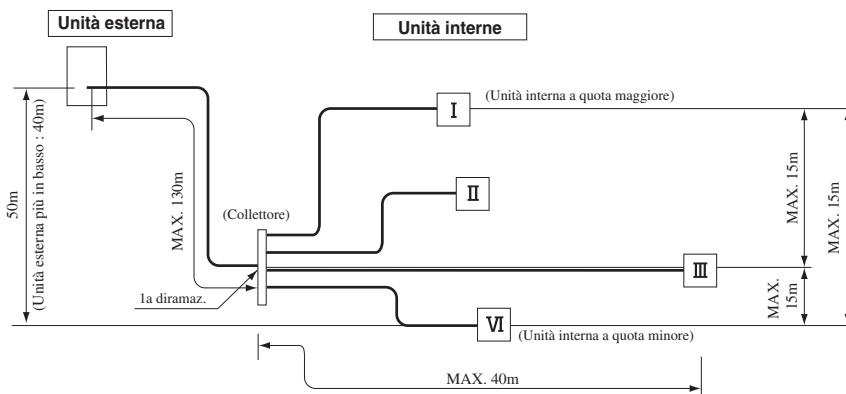 Unità esterna
Unità interne
I
(Unità interna a quota maggiore)
50m
(Unità esterna più in basso : 40m)
MAX. 130m
(Collettore)
II
MAX. 15m
MAX. 15m
III
1a diramaz.
MAX.
15m
VI
(Unità interna a quota minore)
MAX. 40m